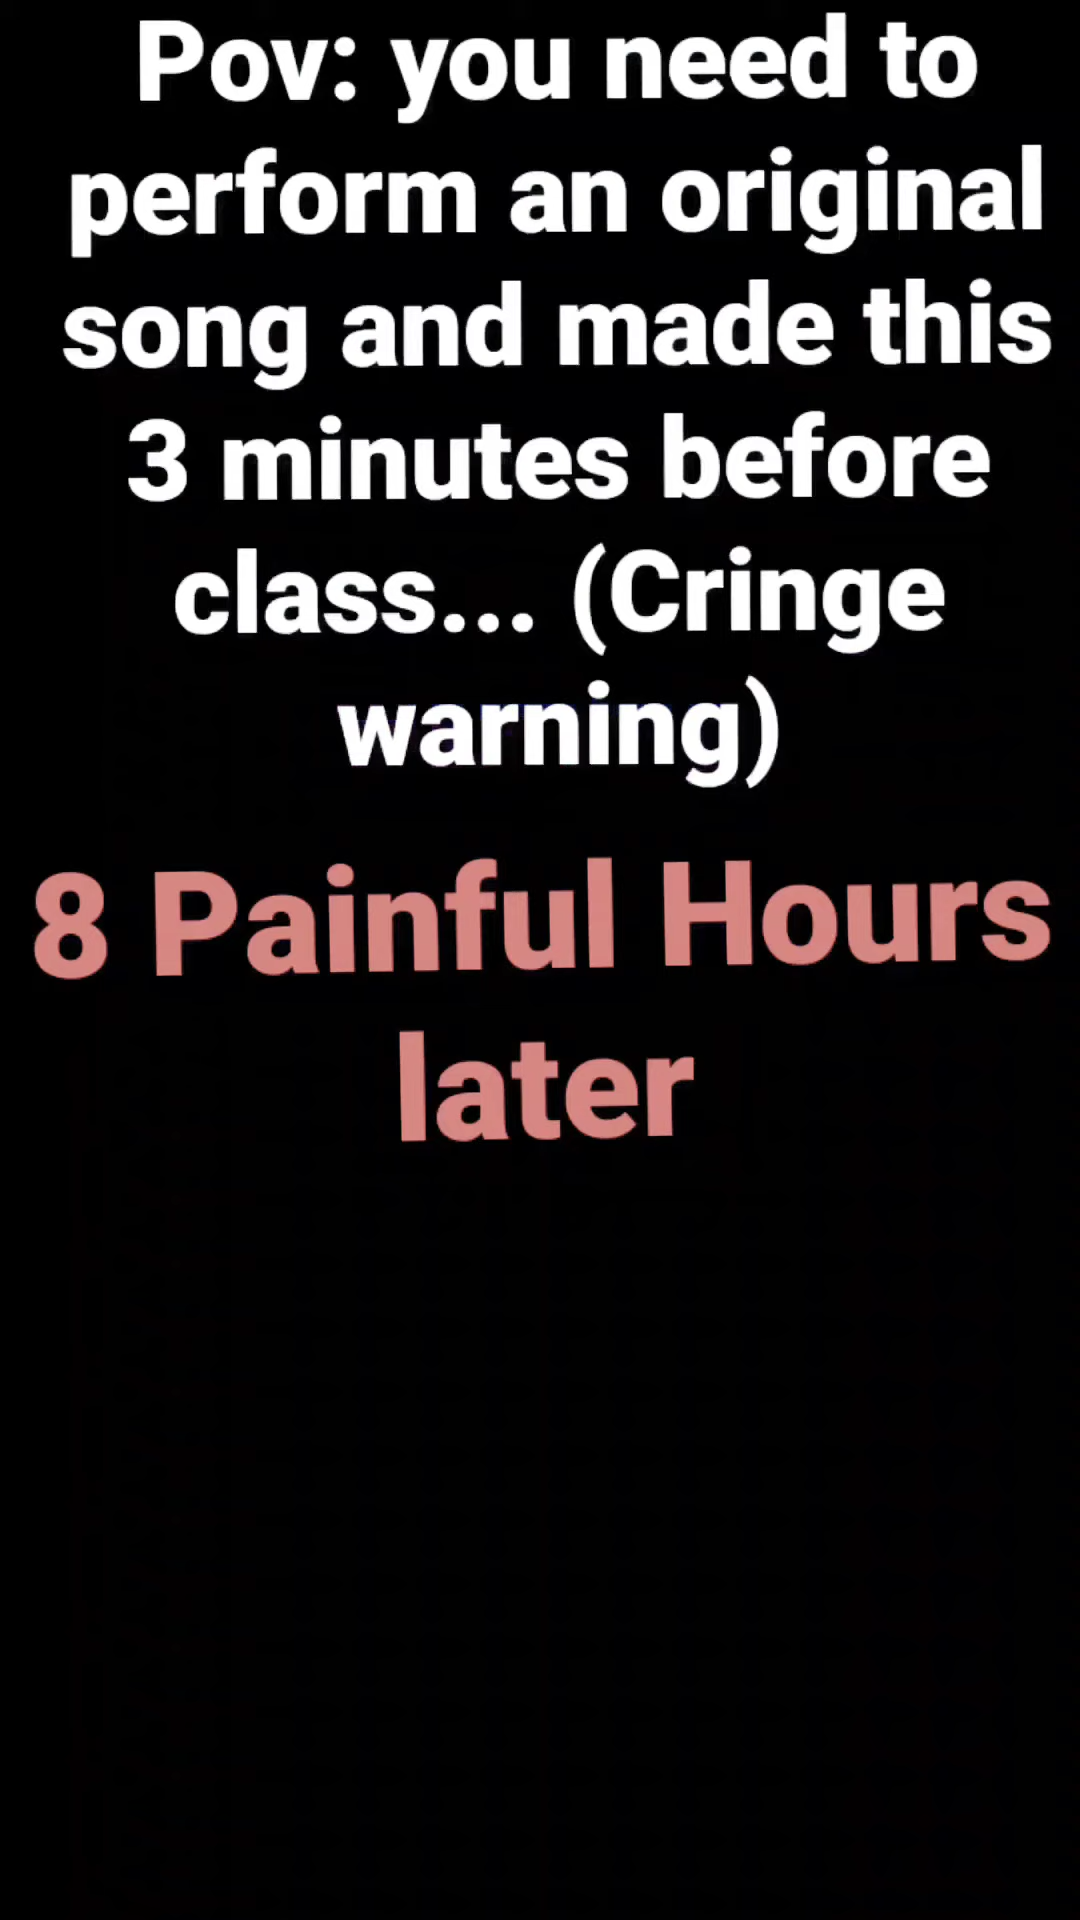 Pov: you need to
perform an original
song and made this
3 minutes before
class... (Cringe
warning)
8 Painful Hours
later